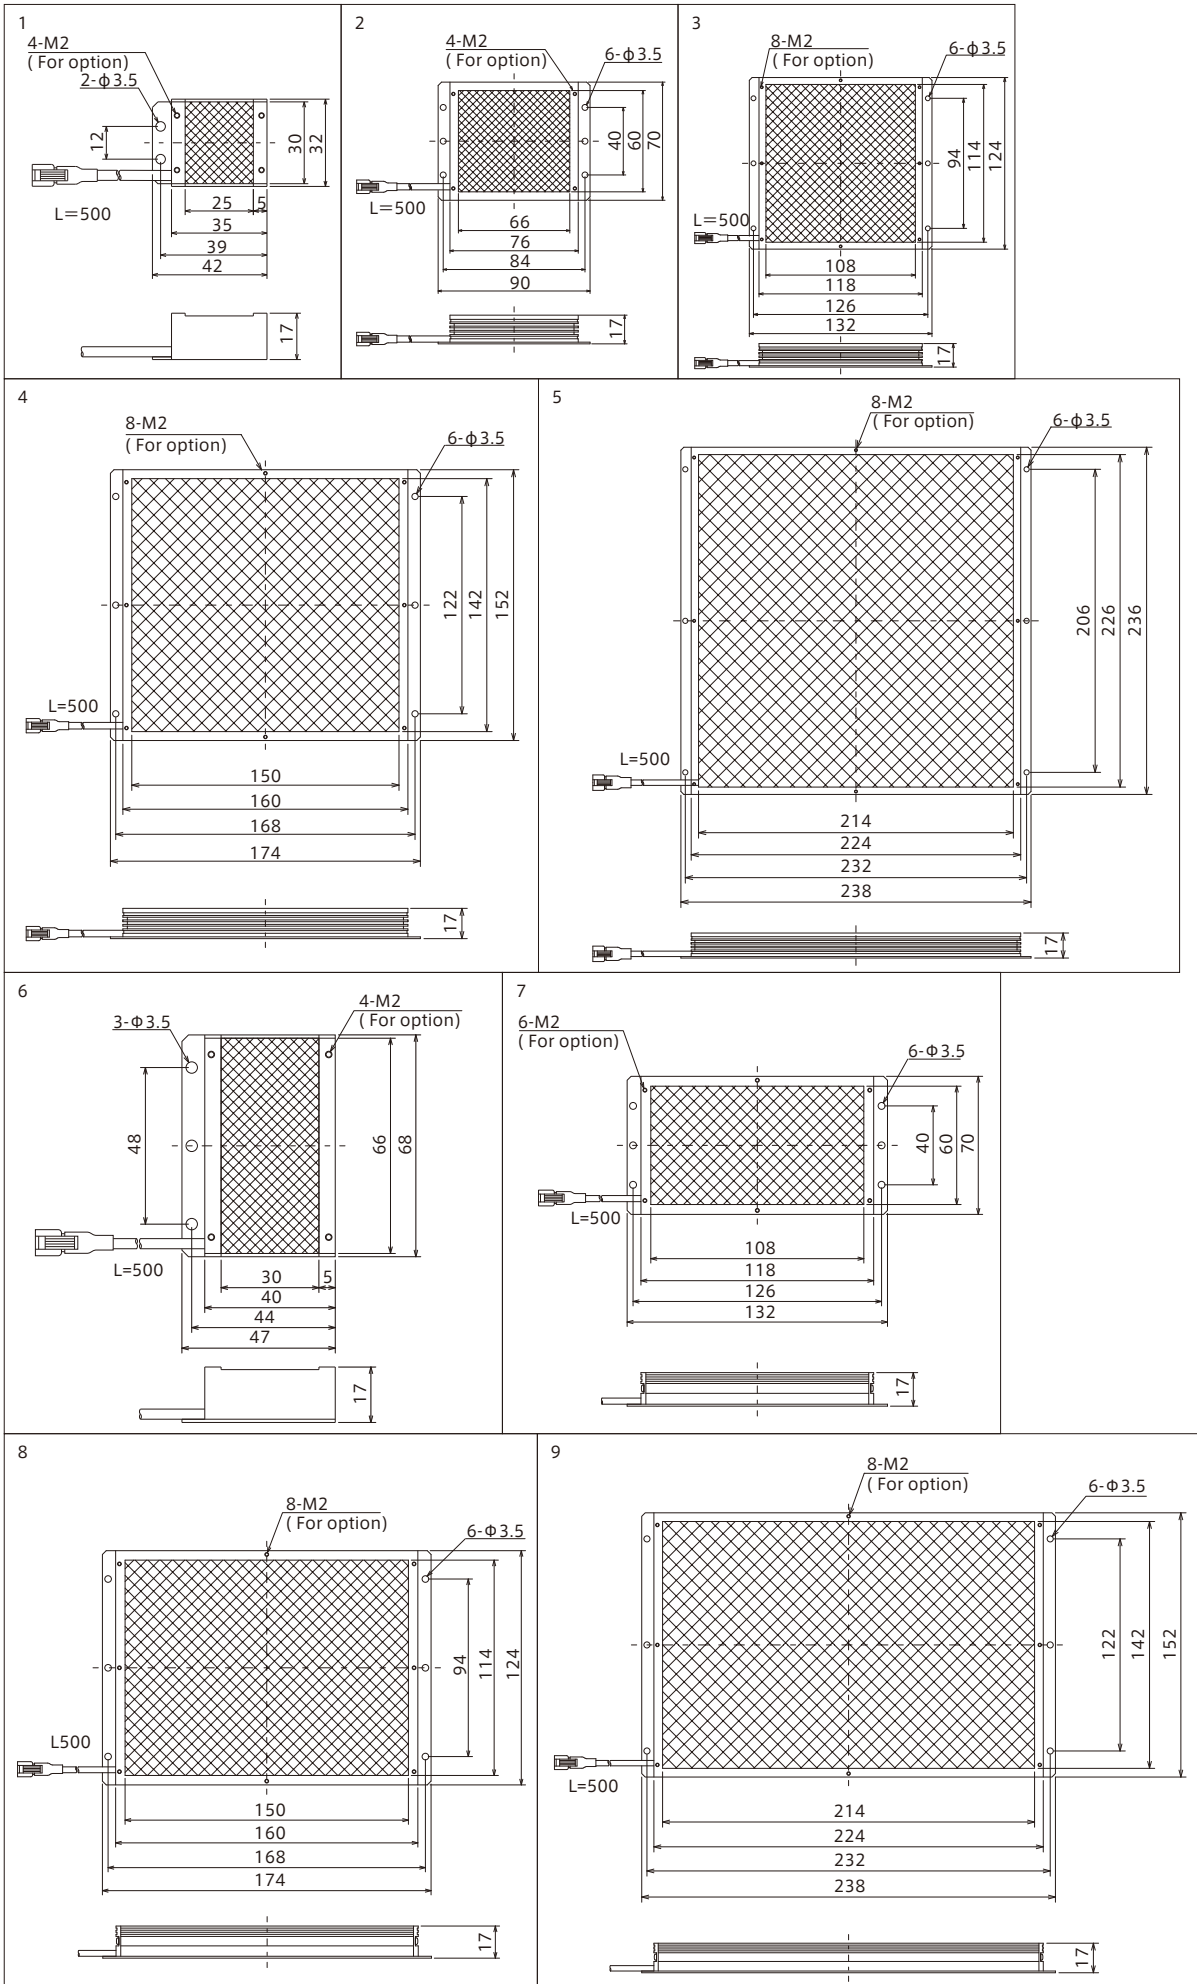 1
4-M2
( For option)
2-ϕ3.5
12
30
32
L=500
25
5
35
39
42
17
2
4-M2
( For option)
6-ϕ3.5
40
60
70
L=500
66
76
84
90
17
3
8-M2
( For option)
6-ϕ3.5
94
114
124
L=500
108
118
126
132
17
4
8-M2
( For option)
6-ϕ3.5
122
142
152
L=500
150
160
168
174
17
5
8-M2
( For option)
6-ϕ3.5
206
226
236
L=500
214
224
232
238
17
6
3-Φ3.5
4-M2
( For option)
48
66
68
L=500
30
5
40
44
47
17
7
6-M2
( For option)
6-Φ3.5
40
60
70
L=500
108
118
126
132
17
8
8-M2
( For option)
6-Φ3.5
94
114
124
L500
150
160
168
174
17
9
8-M2
( For option)
6-Φ3.5
122
142
152
L=500
214
224
232
238
17